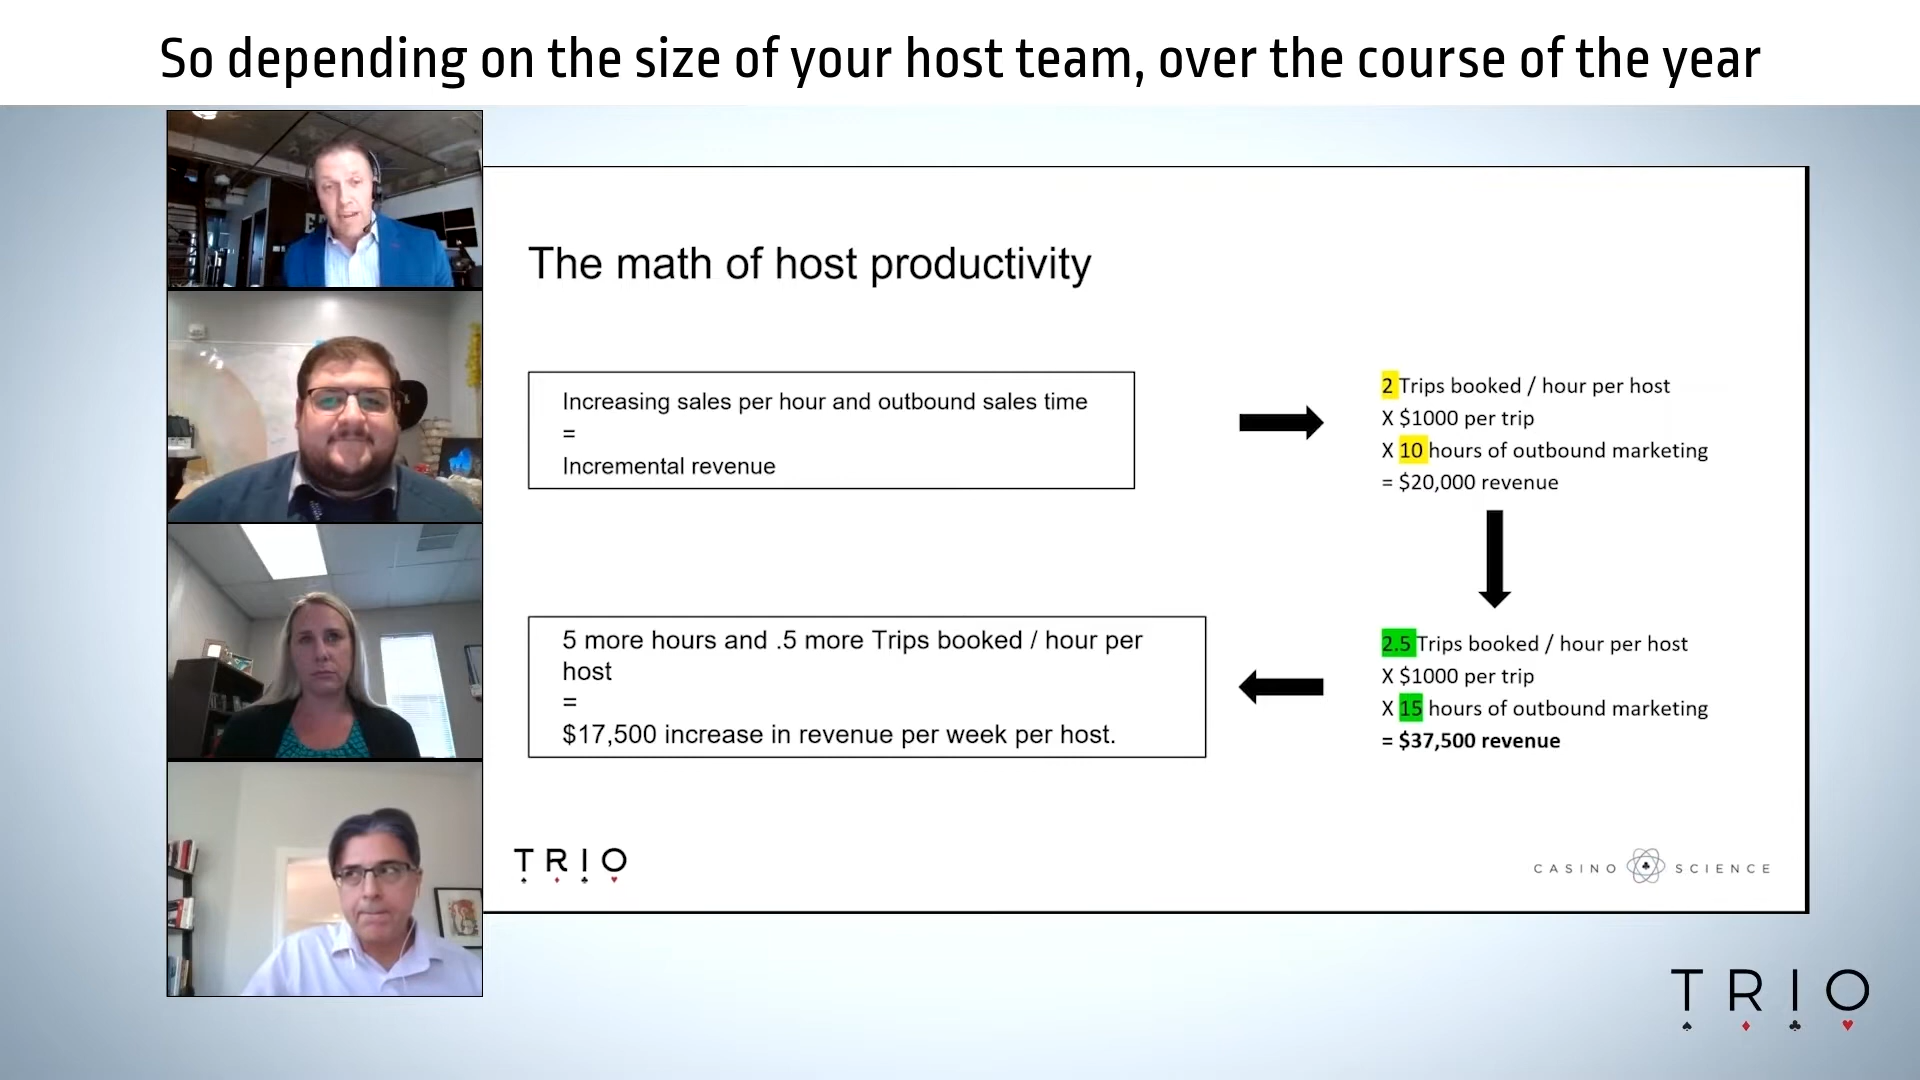 So depending on the size of your host team, over the course of the year
The math of host productivity
Increasing sales per hour and outbound sales time
=
Incremental revenue
2 Trips booked / hour per host
X $1000 per trip
X 10 hours of outbound marketing
= $20,000 revenue
2.5 Trips booked / hour per host
X $1000 per trip
X 15 hours of outbound marketing
= $37,500 revenue
5 more hours and .5 more Trips booked / hour per
host
=
$17,500 increase in revenue per week per host.
TRIO
CASINO SCIENCE
TRIO